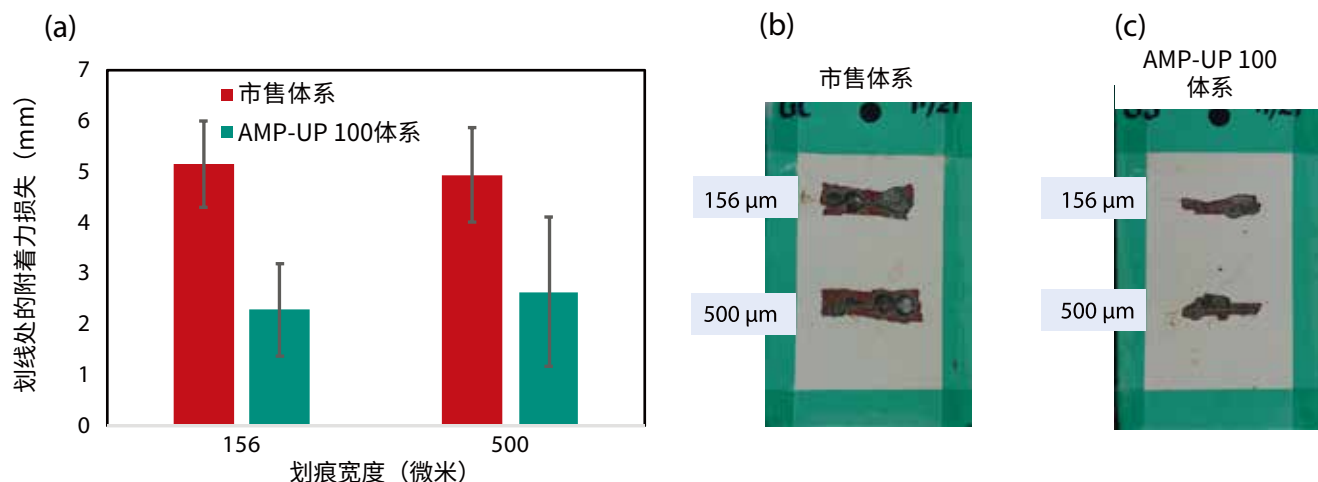 (a)
7
6
5
4
3
2
1
0
划线处的附着力损失（mm）
市售体系
AMP-UP 100体系
156
500
划痕宽度（微米）
(b)
市售体系
156 µm
500 µm
(c)
AMP-UP 100
体系
156 µm
500 µm